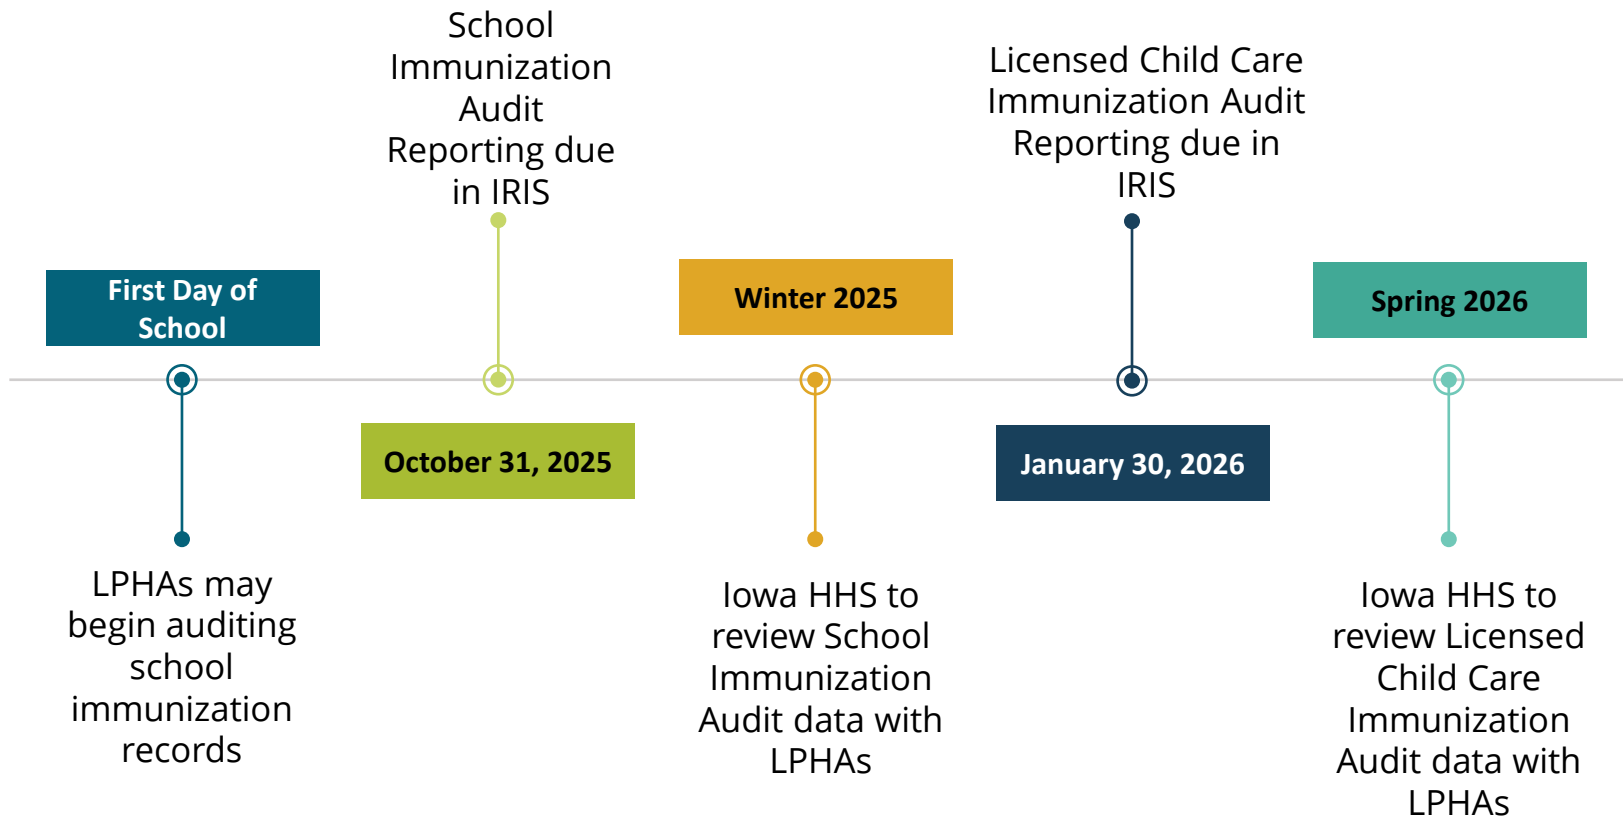 First Day of
School
LPHAs may
begin auditing
school
immunization
records
School
Immunization
Audit
Reporting due
in IRIS
October 31, 2025
Winter 2025
Iowa HHS to
review School
Immunization
Audit data with
LPHAs
Licensed Child Care
Immunization Audit
Reporting due in
IRIS
January 30, 2026
Spring 2026
Iowa HHS to
review Licensed
Child Care
Immunization
Audit data with
LPHAs